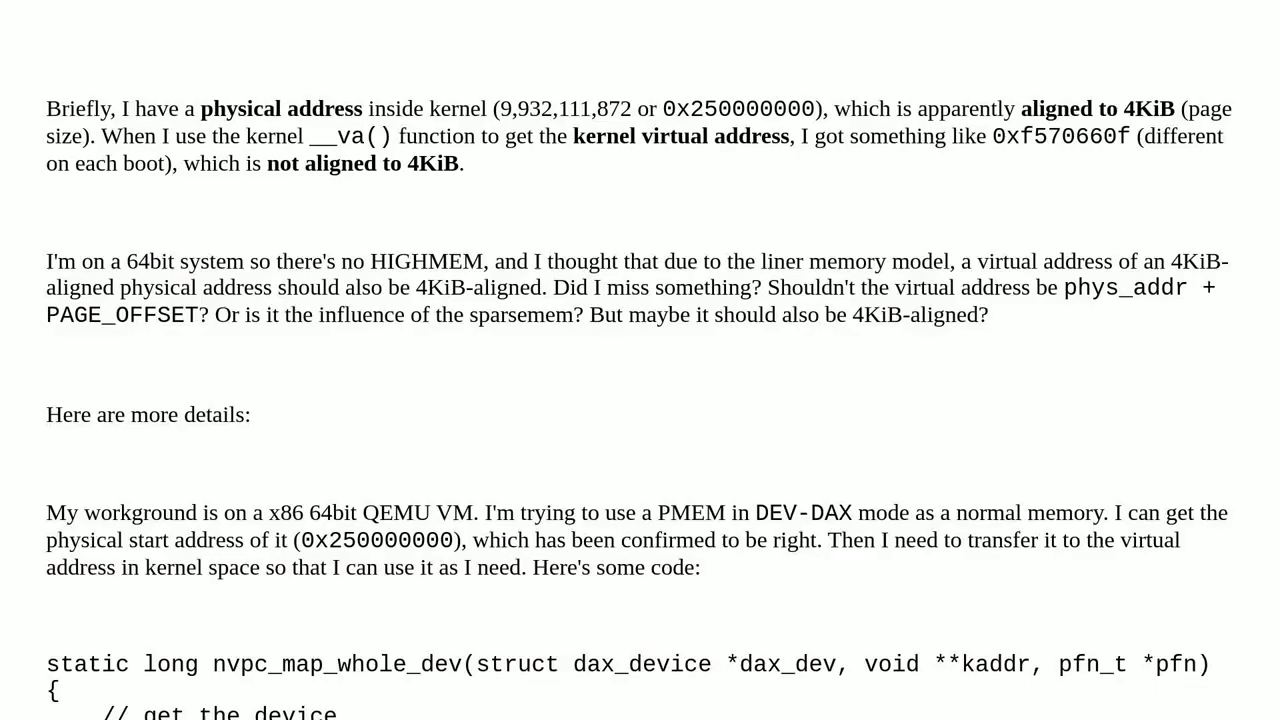 Briefly, I have a physical address inside kernel (9,932,111,872 or 0x250000000), which is apparently aligned to 4KiB (page
size). When I use the kernel __va() function to get the kernel virtual address, I got something like 0xf570660f (different
on each boot), which is not aligned to 4KiB.
I'm on a 64bit system so there's no HIGHMEM, and I thought that due to the liner memory model, a virtual address of an 4KiB-
aligned physical address should also be 4KiB-aligned. Did I miss something? Shouldn't the virtual address be phys_addr +
PAGE_OFFSET? Or is it the influence of the sparsemem? But maybe it should also be 4KiB-aligned?
Here are more details:
My workground is on a x86 64bit QEMU VM. I'm trying to use a PMEM in DEV-DAX mode as a normal memory. I can get the
physical start address of it (0x250000000), which has been confirmed to be right. Then I need to transfer it to the virtual
address in kernel space so that I can use it as I need. Here's some code:
static long nvpc_map_whole_dev(struct dax_device *dax_dev, void **kaddr, pfn_t *pfn)
{
// get the device